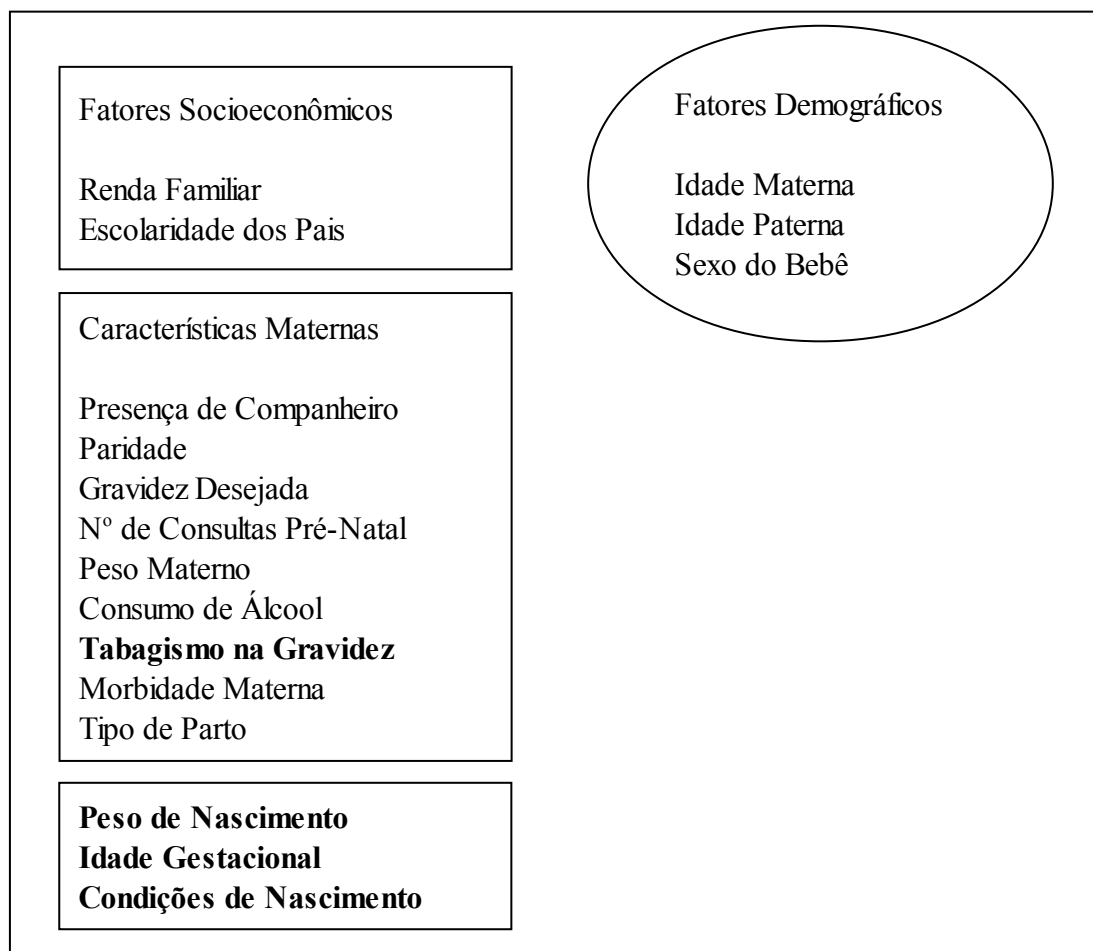 Fatores Socioeconômicos
Renda Familiar
Escolaridade dos Pais
Fatores Demográficos
Idade Materna
Idade Paterna
Sexo do Bebê
Características Maternas
Presença de Companheiro
Paridade
Gravidez Desejada
Nº de Consultas Pré-Natal
Peso Materno
Consumo de Álcool
Tabagismo na Gravidez
Morbidade Materna
Tipo de Parto
Peso de Nascimento
Idade Gestacional
Condições de Nascimento